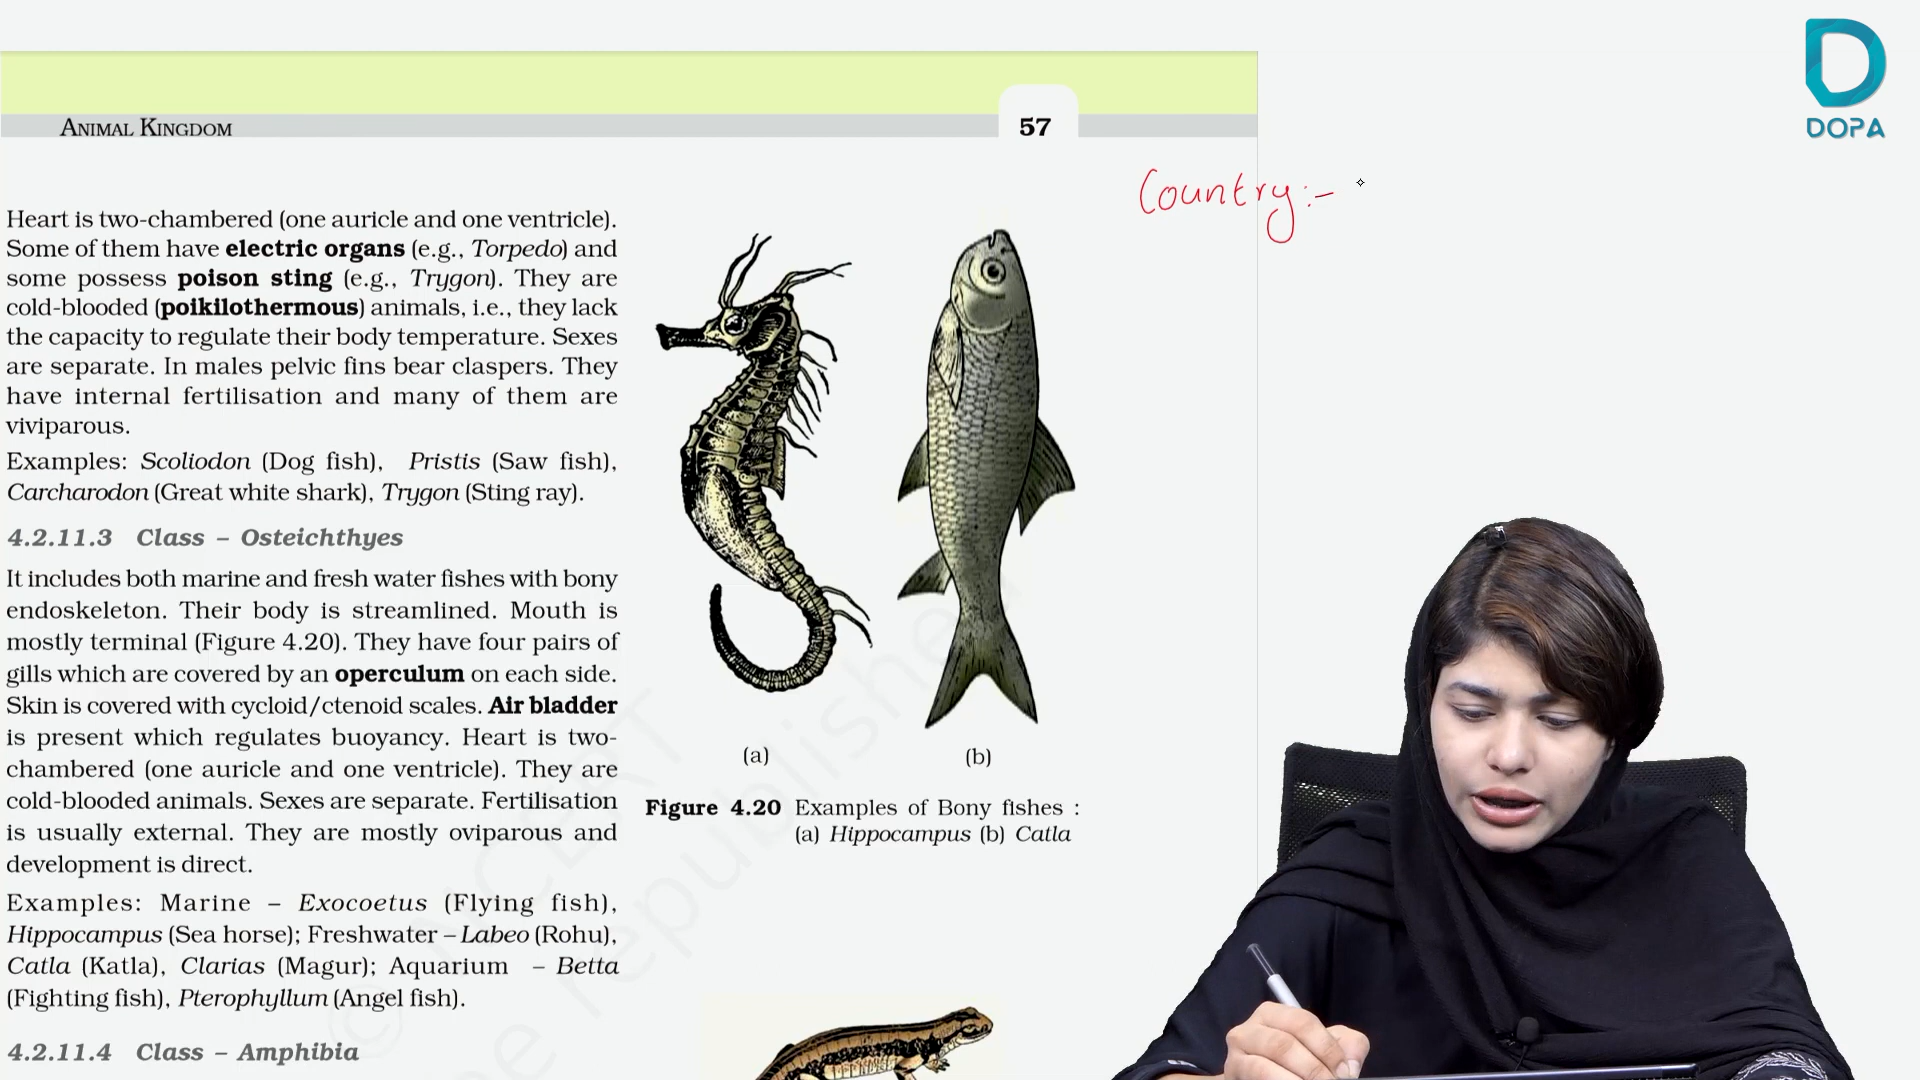 DOPA
ANIMAL KINGDOM
57
Country:-
Heart is two-chambered (one auricle and one ventricle).
Some of them have electric organs (e.g., Torpedo) and
some possess poison sting (e.g., Trygon). They are
cold-blooded (poikilothermous) animals, i.e., they lack
the capacity to regulate their body temperature. Sexes
are separate. In males pelvic fins bear claspers. They
have internal fertilisation and many of them are
viviparous.
Examples: Scoliodon (Dog fish), Pristis (Saw fish),
Carcharodon (Great white shark), Trygon (Sting ray).
4.2.11.3 Class – Osteichthyes
It includes both marine and fresh water fishes with bony
endoskeleton. Their body is streamlined. Mouth is
mostly terminal (Figure 4.20). They have four pairs of
gills which are covered by an operculum on each side.
Skin is covered with cycloid/ctenoid scales. Air bladder
is present which regulates buoyancy. Heart is two-
chambered (one auricle and one ventricle). They are
cold-blooded animals. Sexes are separate. Fertilisation
is usually external. They are mostly oviparous and
development is direct.
Examples: Marine – Exocoetus (Flying fish),
Hippocampus (Sea horse); Freshwater – Labeo (Rohu),
Catla (Katla), Clarias (Magur); Aquarium – Betta
(Fighting fish), Pterophyllum (Angel fish).
4.2.11.4 Class – Amphibia
(a) (b)
Figure 4.20 Examples of Bony fishes :
(a) Hippocampus (b) Catla
© NCERT
be republished